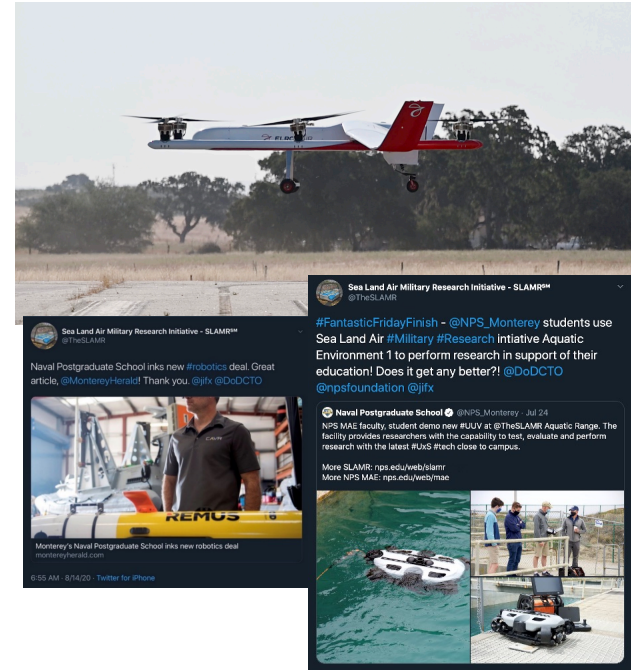 ELROY AIR
Sea Land Air Military Research Initiative - SLAMR℠
@TheSLAMR
Naval Postgraduate School inks new #robotics deal. Great
article, @MontereyHerald! Thank you. @jifx @DoDCTO
REMUS
Monterey's Naval Postgraduate School inks new robotics deal
montereyherald.com
6:55 AM · 8/14/20 · Twitter for iPhone
Sea Land Air Military Research Initiative - SLAMR℠
@TheSLAMR
#FantasticFridayFinish - @NPS_Monterey students use
Sea Land Air #Military #Research intiative Aquatic
Environment 1 to perform research in support of their
education! Does it get any better?! @DoDCTO
@npsfoundation @jifx
Naval Postgraduate School @NPS_Monterey · Jul 24
NPS MAE faculty, student demo new #UUV at @TheSLAMR Aquatic Range. The
facility provides researchers with the capability to test, evaluate and perform
research with the latest #UxS #tech close to campus.
More SLAMR: nps.edu/web/slamr
More NPS MAE: nps.edu/web/mae